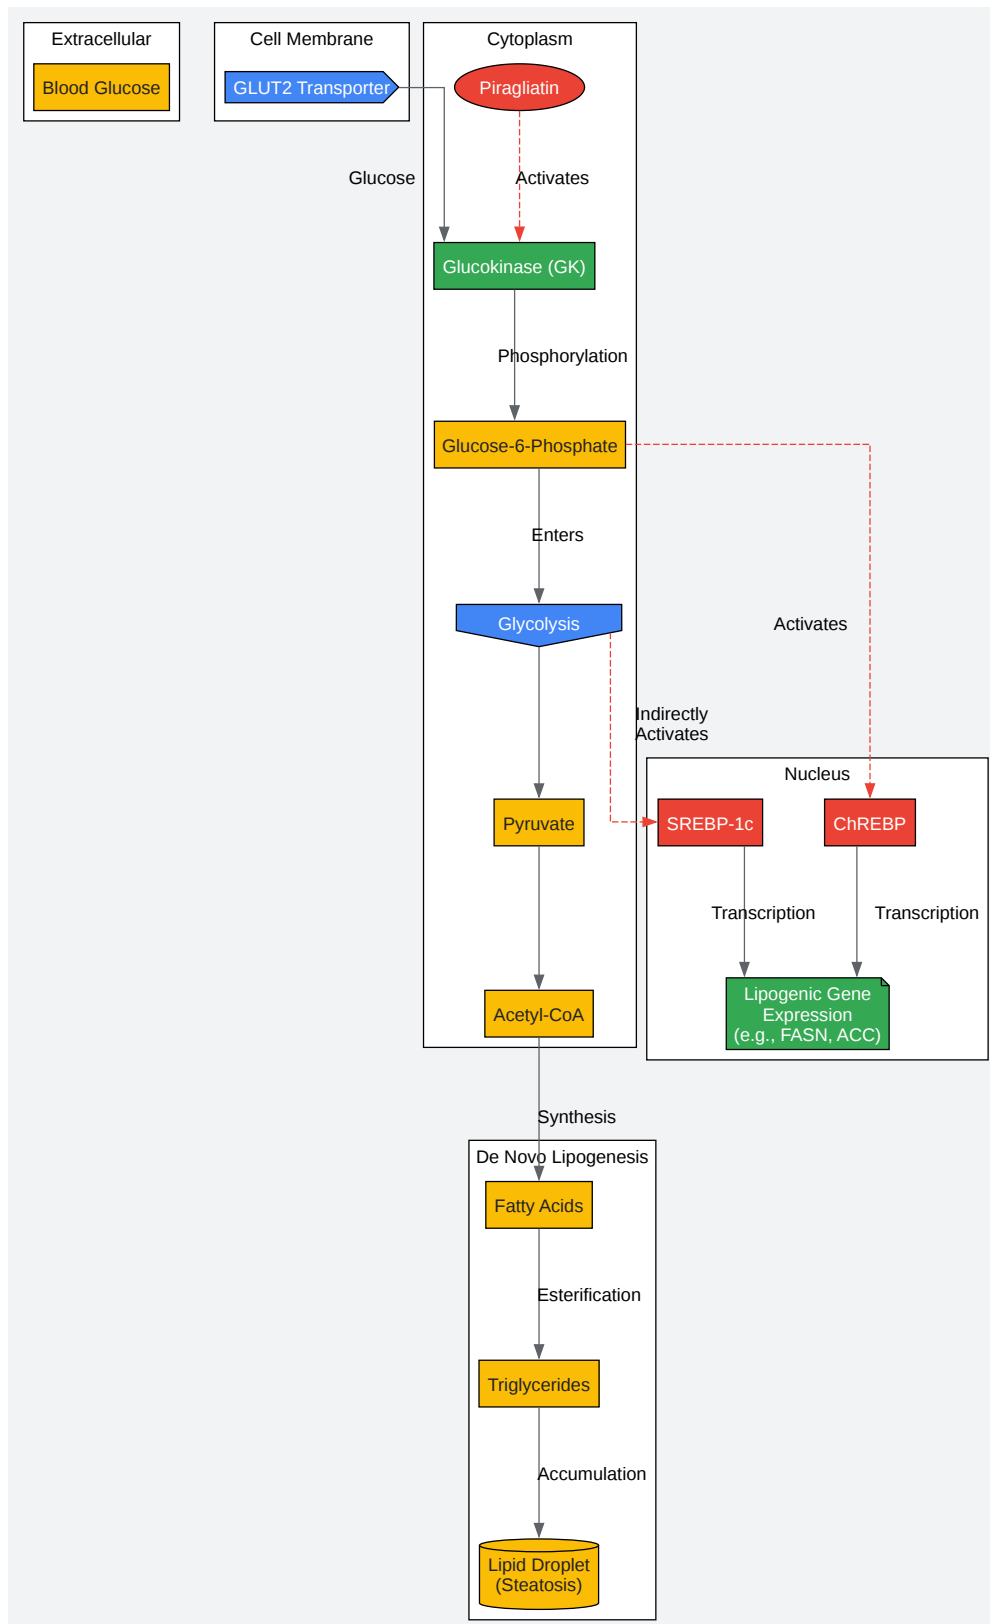 Extracellular
Blood Glucose
Cell Membrane
GLUT2 Transporter
Cytoplasm
Piragliatin
Glucose
Activates
Glucokinase (GK)
Phosphorylation
Glucose-6-Phosphate
Enters
Glycolysis
Activates
Indirectly
Activates
Nucleus
Pyruvate
SREBP-1c
ChREBP
Transcription
Transcription
Lipogenic Gene
Expression
(e.g., FASN, ACC)
Acetyl-CoA
Synthesis
De Novo Lipogenesis
Fatty Acids
Esterification
Triglycerides
Accumulation
Lipid Droplet
(Steatosis)